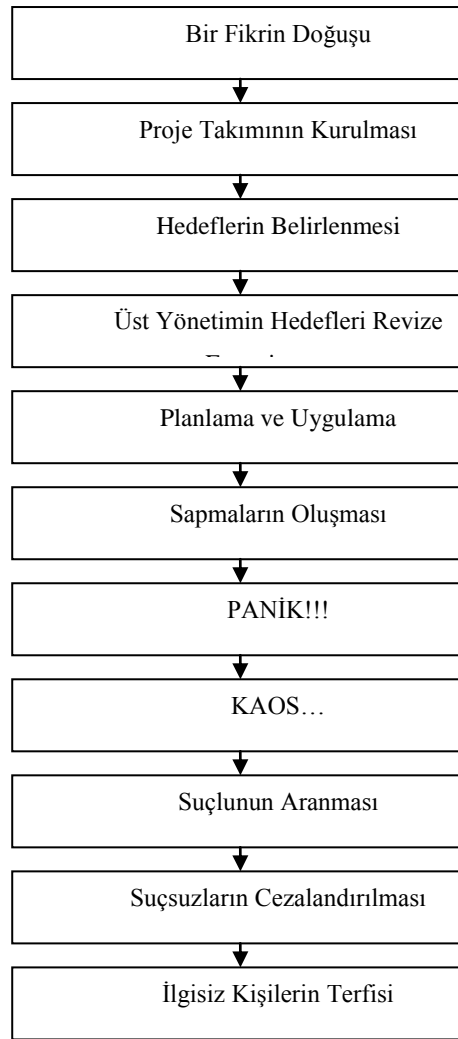 Bir Fikrin Doğuşu
Proje Takımının Kurulması
Hedeflerin Belirlenmesi
Üst Yönetimin Hedefleri Revize
Planlama ve Uygulama
Sapmaların Oluşması
PANİK!!!
KAOS…
Suçlunun Aranması
Suçsuzların Cezalandırılması
İlgisiz Kişilerin Terfisi